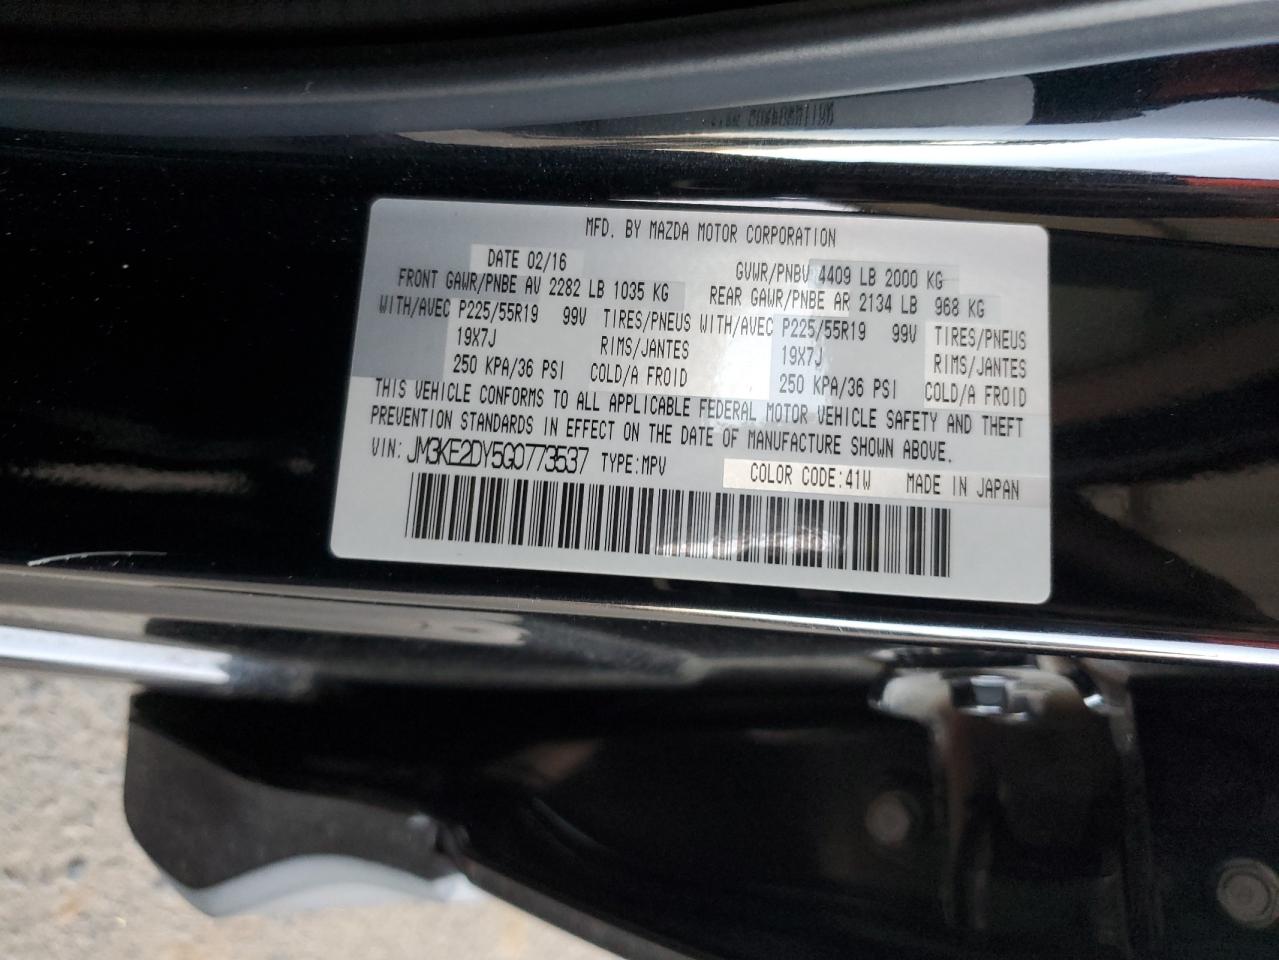 MFD. BY MAZDA MOTOR CORPORATION
DATE 02/16 GVWR/PNBV 4409 LB 2000 KG
FRONT GAWR/PNBE AV 2282 LB 1035 KG REAR GAWR/PNBE AR 2134 LB 968 KG
WITH/AVEC P225/55R19 99V TIRES/PNEUS WITH/AVEC P225/55R19 99V TIRES/PNEUS
19X7J RIMS/JANTES 19X7J RIMS/JANTES
250 KPA/36 PSI COLD/A FROID 250 KPA/36 PSI COLD/A FROID
THIS VEHICLE CONFORMS TO ALL APPLICABLE FEDERAL MOTOR VEHICLE SAFETY AND THEFT
PREVENTION STANDARDS IN EFFECT ON THE DATE OF MANUFACTURE SHOWN ABOVE.
VIN: JM3KE2DY5G0773537 TYPE:MPV COLOR CODE:41W MADE IN JAPAN